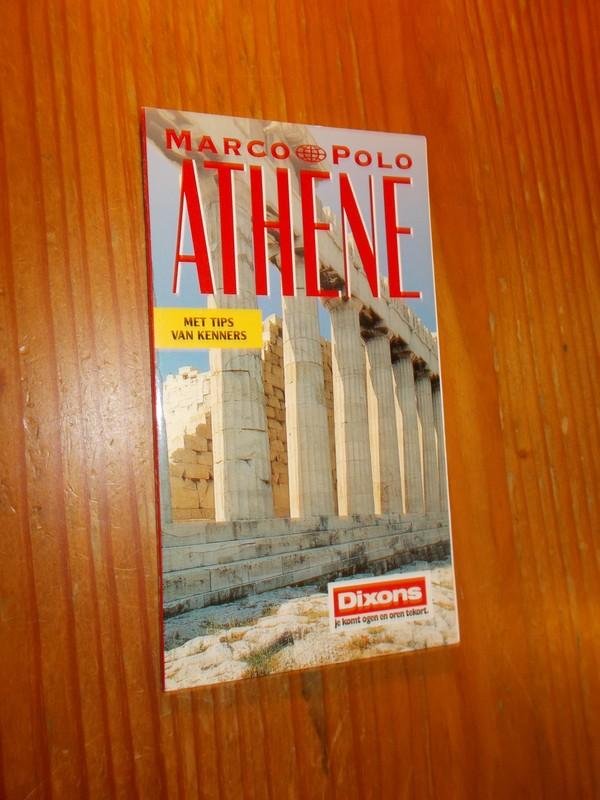 MARCO POLO
ATHENE
MET TIPS
VAN KENNERS
Dixons
je komt ogen en oren tekort.